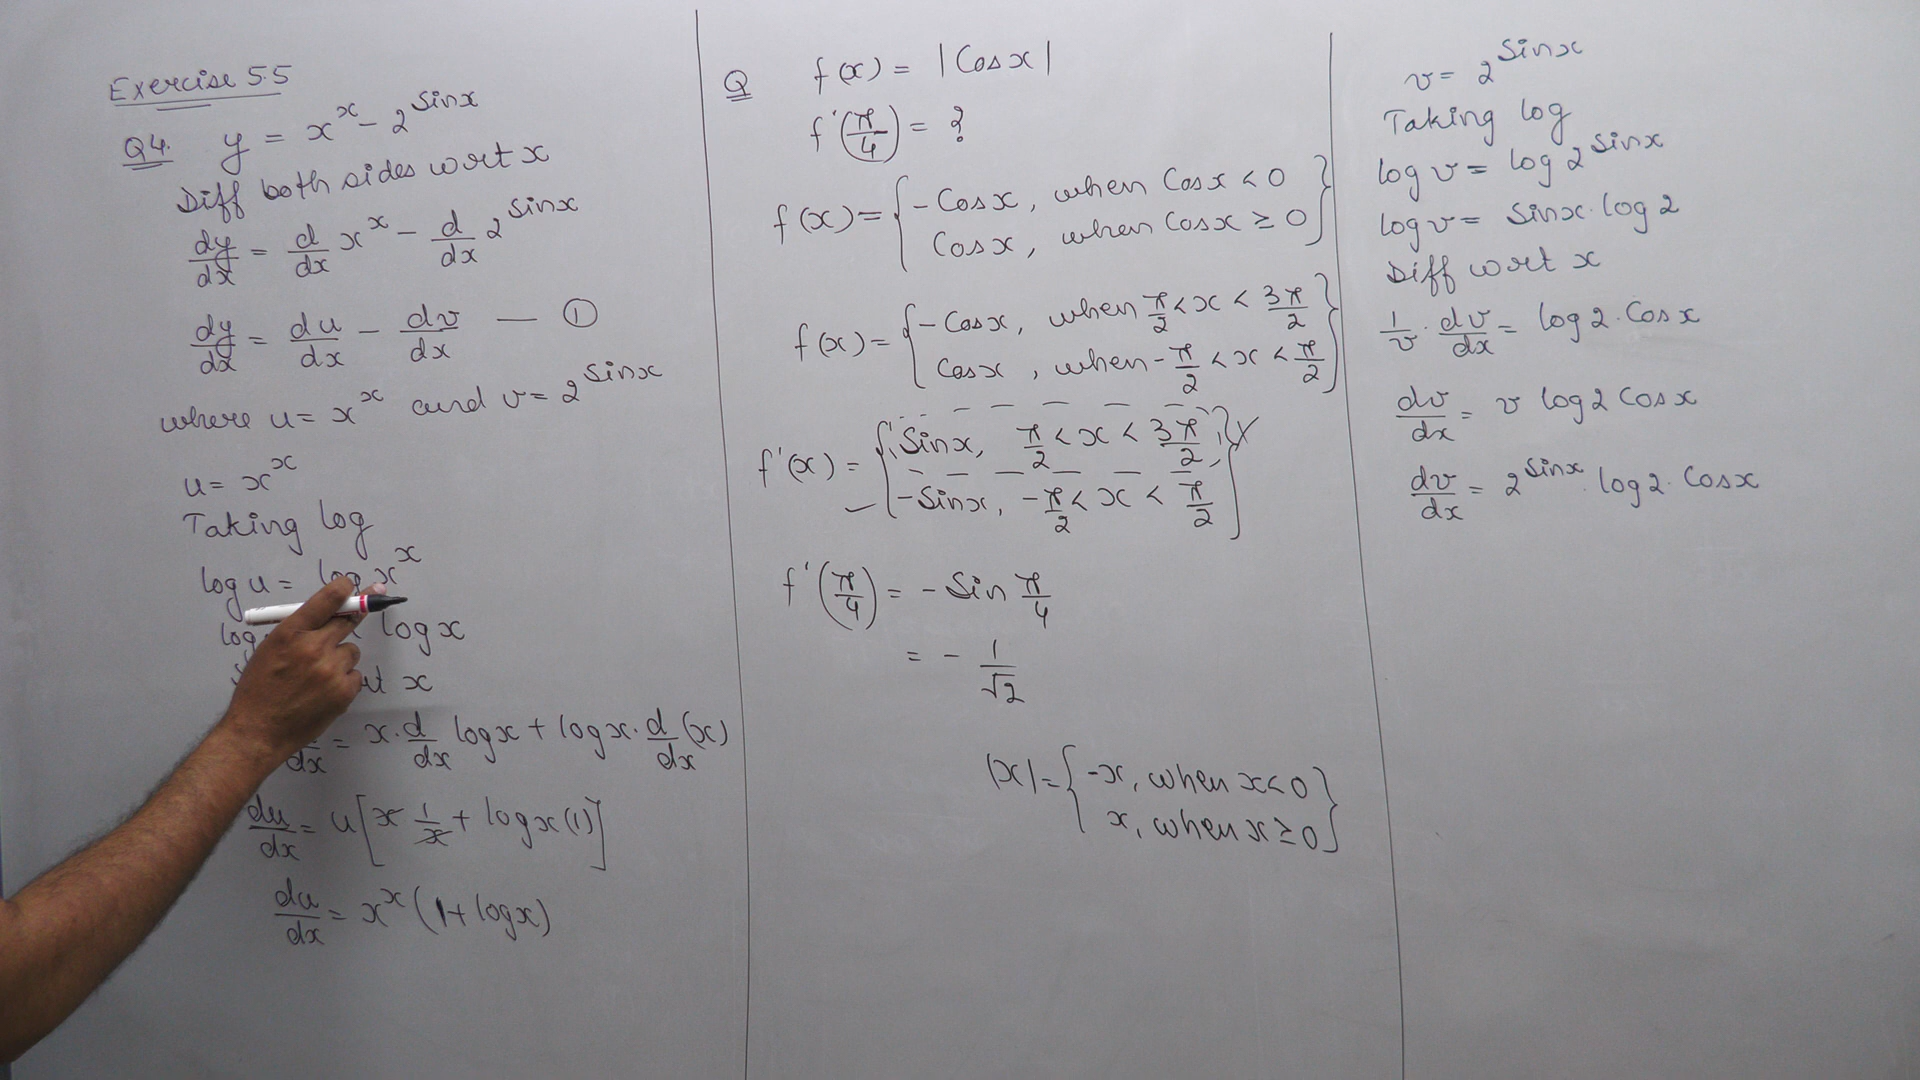 Exercise 5.5
Q4. y = x^x - 2^Sinx
Diff both sides wrt x
dy/dx = d/dx x^x - d/dx 2^Sinx
dy/dx = du/dx - dv/dx — ①
where u = x^x and v = 2^Sinx
u = x^x
Taking log
log u = log x^x
log x
x
dx = x · d/dx log x + log x · d/dx (x)
du/dx = u [x 1/x + log x (1)]
du/dx = x^x (1 + log x)
Q f(x) = |Cos x|
f'(π/4) = ?
f(x) = { - Cos x, when Cos x < 0
Cos x, when Cos x ≥ 0 }
f(x) = { - Cos x, when π/2 < x < 3π/2
Cos x, when - π/2 < x < π/2 }
f'(x) = { Sin x, π/2 < x < 3π/2
- Sin x, - π/2 < x < π/2 }
f'(π/4) = - Sin π/4
= - 1/√2
|x| = { -x, when x < 0
x, when x ≥ 0 }
v = 2^Sinx
Taking log
log v = log 2^Sinx
log v = Sin x · log 2
Diff wrt x
1/v · dv/dx = log 2 · Cos x
dv/dx = v log 2 Cos x
dv/dx = 2^Sinx · log 2 · Cos x